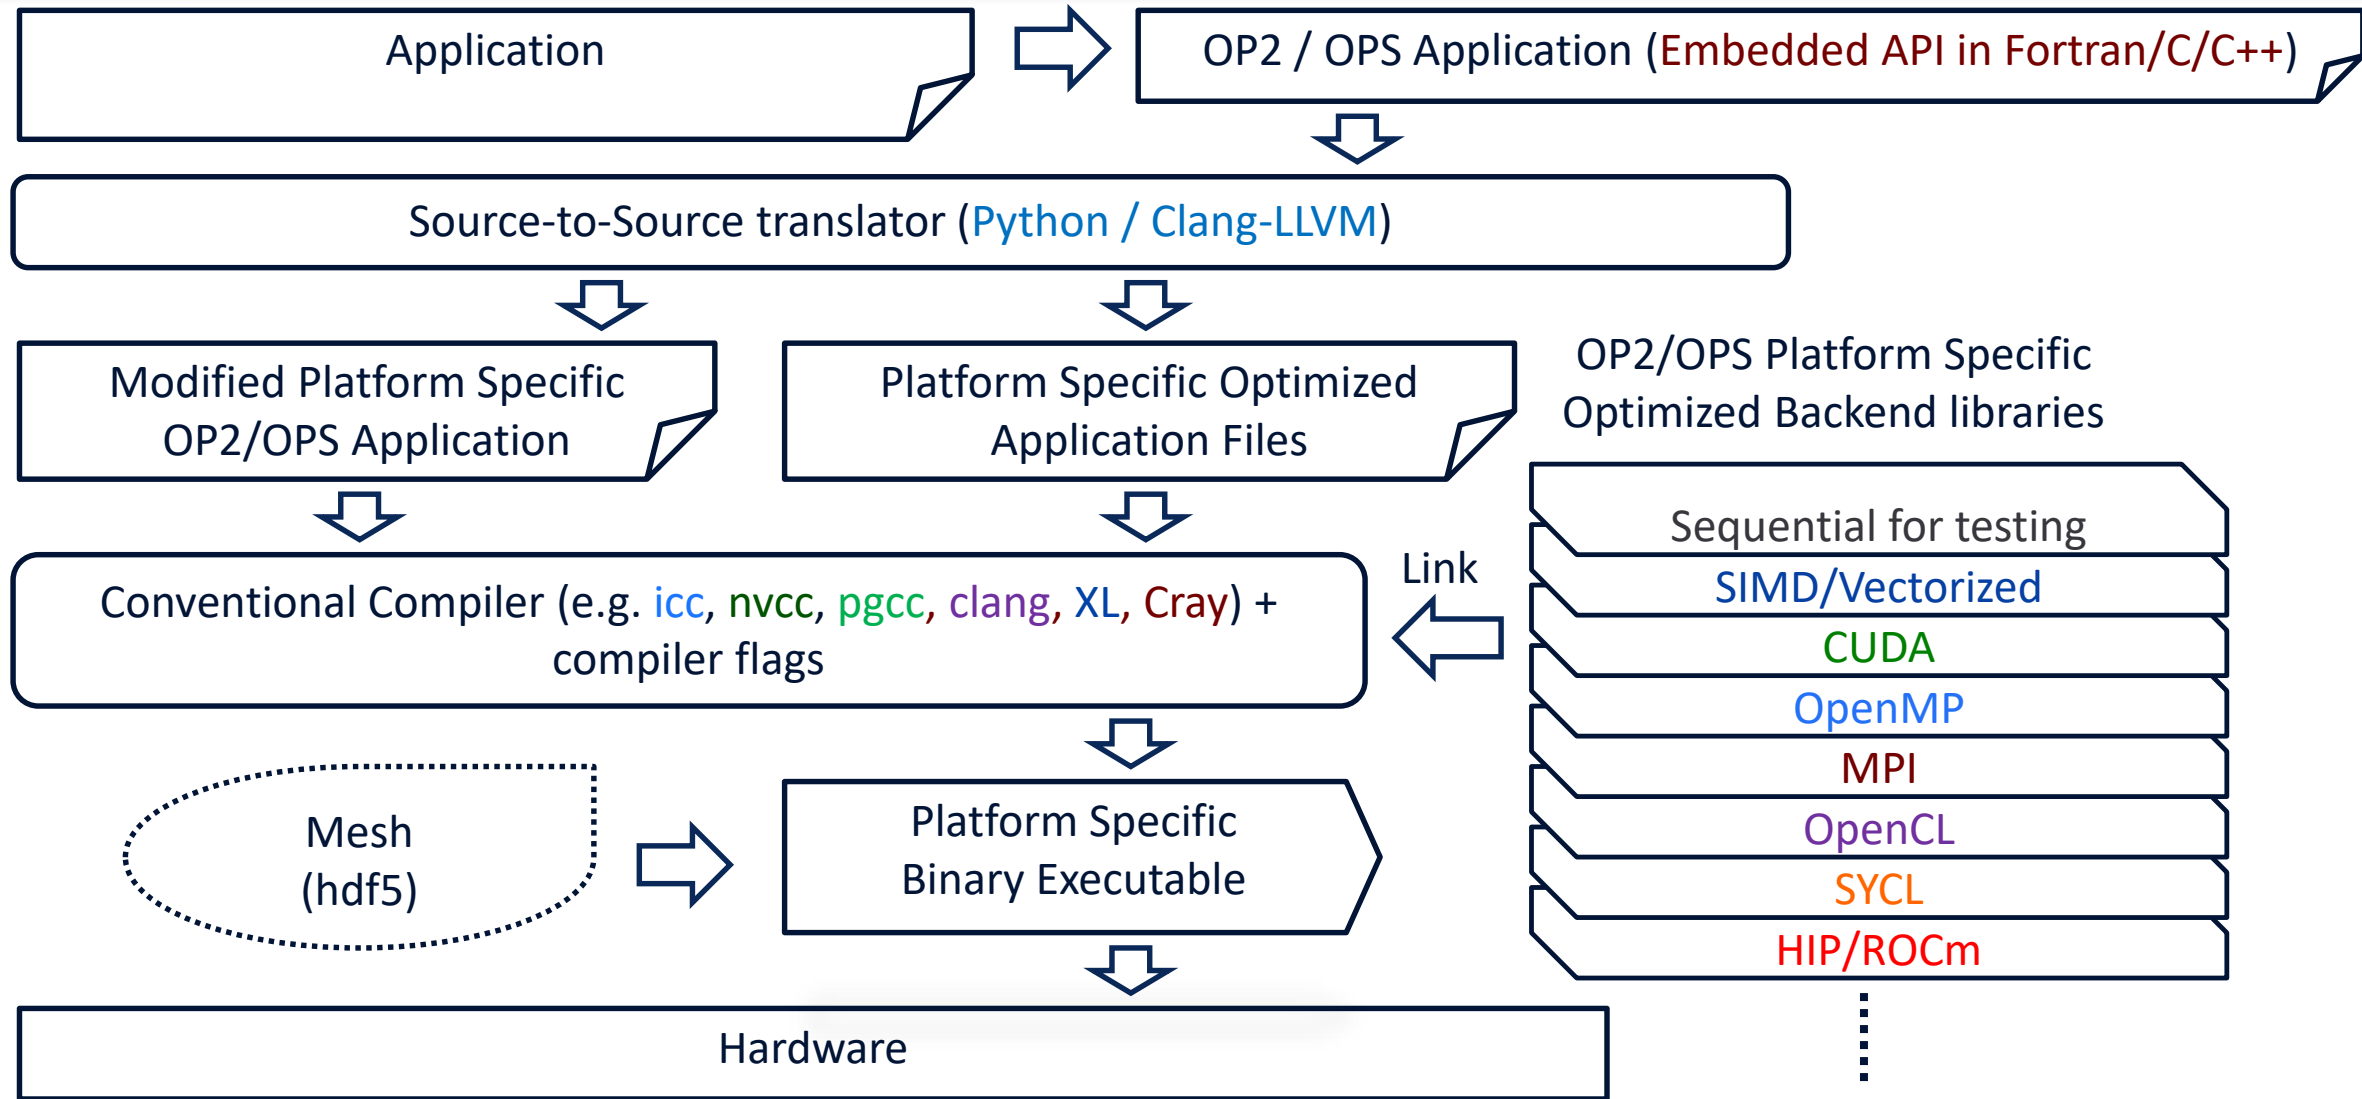 Application
OP2 / OPS Application (Embedded API in Fortran/C/C++)
Source-to-Source translator (Python / Clang-LLVM)
Modified Platform Specific
OP2/OPS Application
Platform Specific Optimized
Application Files
OP2/OPS Platform Specific
Optimized Backend libraries
Sequential for testing
SIMD/Vectorized
CUDA
OpenMP
MPI
OpenCL
SYCL
HIP/ROCm
Link
Conventional Compiler (e.g. icc, nvcc, pgcc, clang, XL, Cray) +
compiler flags
Mesh
(hdf5)
Platform Specific
Binary Executable
Hardware